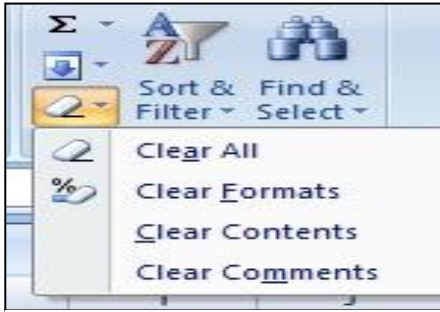 Σ
Sort & Find &
Filter Select
Clear All
Clear Formats
Clear Contents
Clear Comments